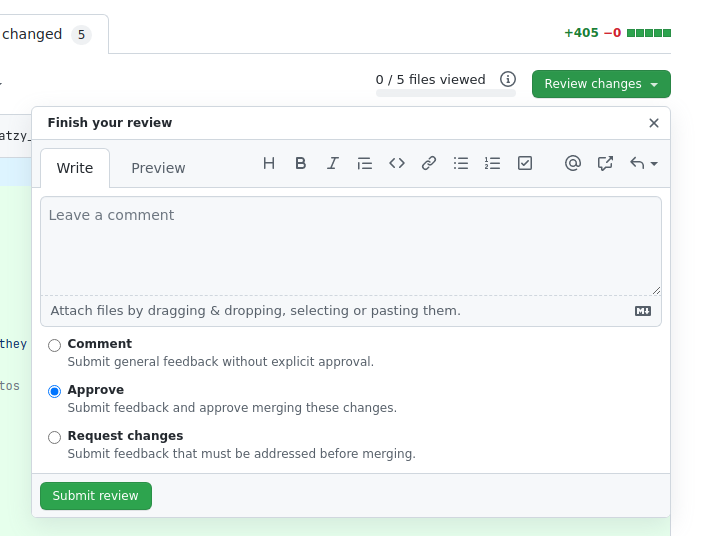 changed 5
+405 −0
0 / 5 files viewed
Review changes
Finish your review
atzy_
Write Preview
Leave a comment
Attach files by dragging & dropping, selecting or pasting them.
they
Comment
Submit general feedback without explicit approval.
tos
Approve
Submit feedback and approve merging these changes.
Request changes
Submit feedback that must be addressed before merging.
Submit review